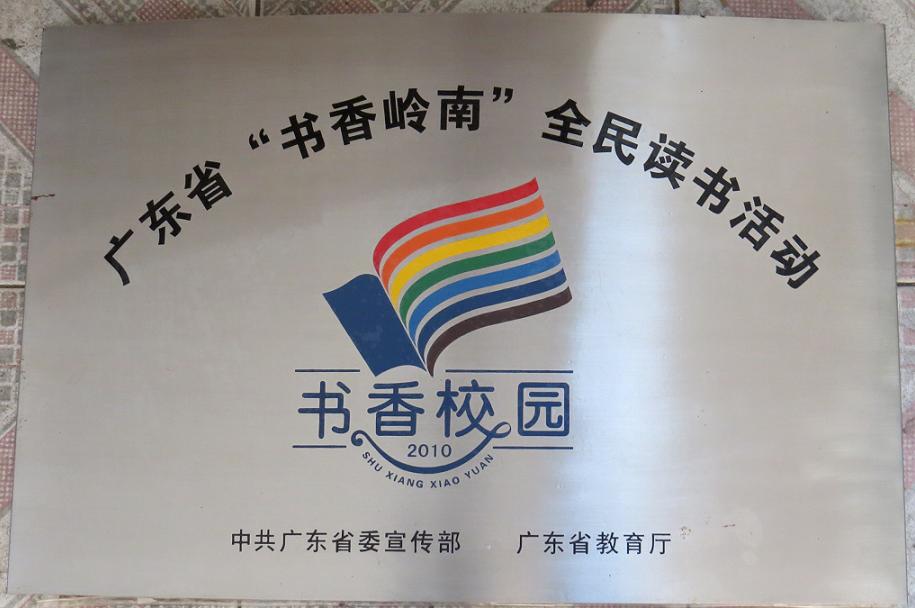 广东省“书香岭南”全民读书活动
书香校园
2010
SHU XIANG XIAO YUAN
中共广东省委宣传部 广东省教育厅